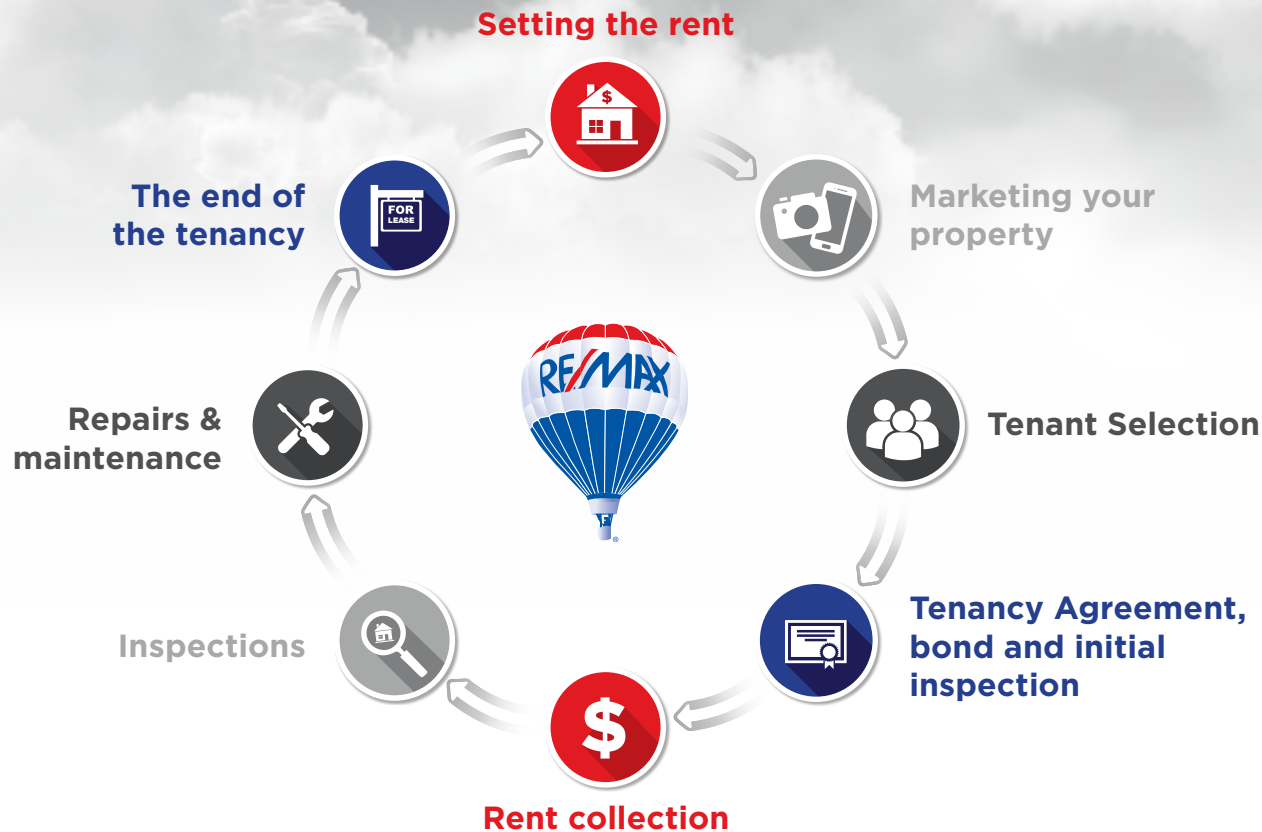 Setting the rent
$
The end of
the tenancy
FOR
LEASE
Marketing your
property
RE/MAX
Repairs &
maintenance
Tenant Selection
Inspections
Tenancy Agreement,
bond and initial
inspection
$
Rent collection
®